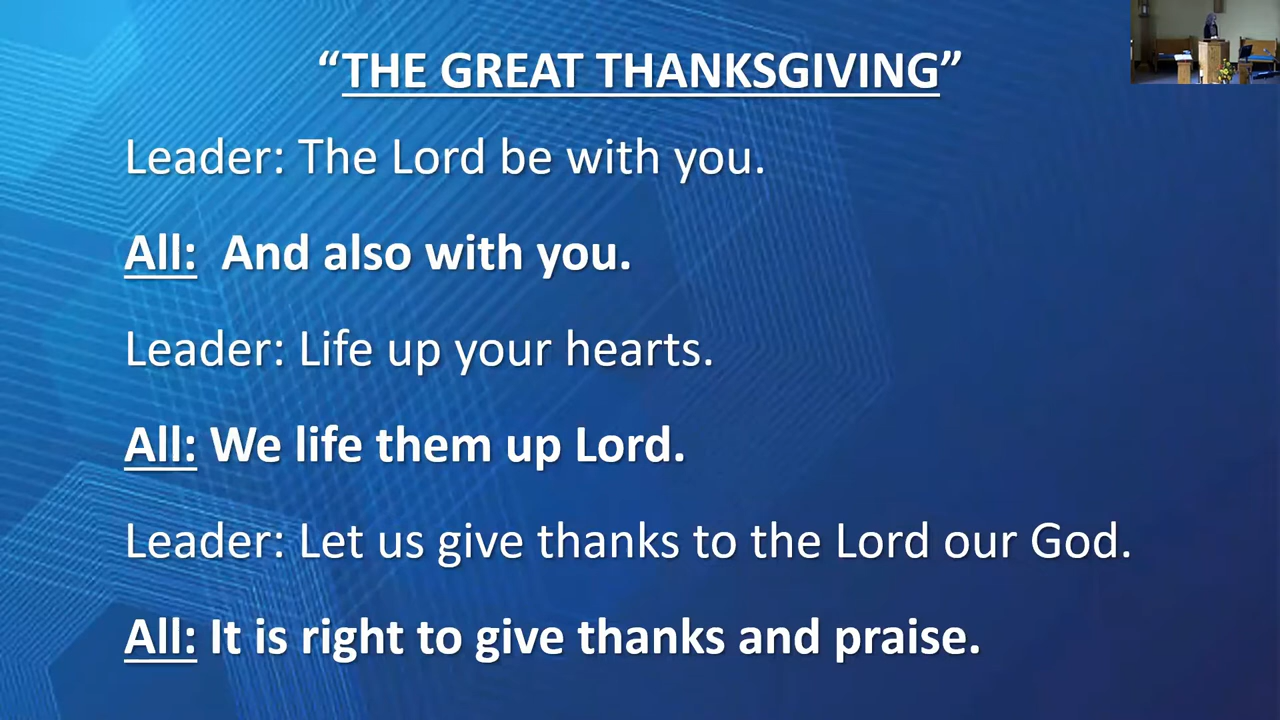 “THE GREAT THANKSGIVING”
Leader: The Lord be with you.
All:  And also with you.
Leader: Life up your hearts.
All: We life them up Lord.
Leader: Let us give thanks to the Lord our God.
All: It is right to give thanks and praise.